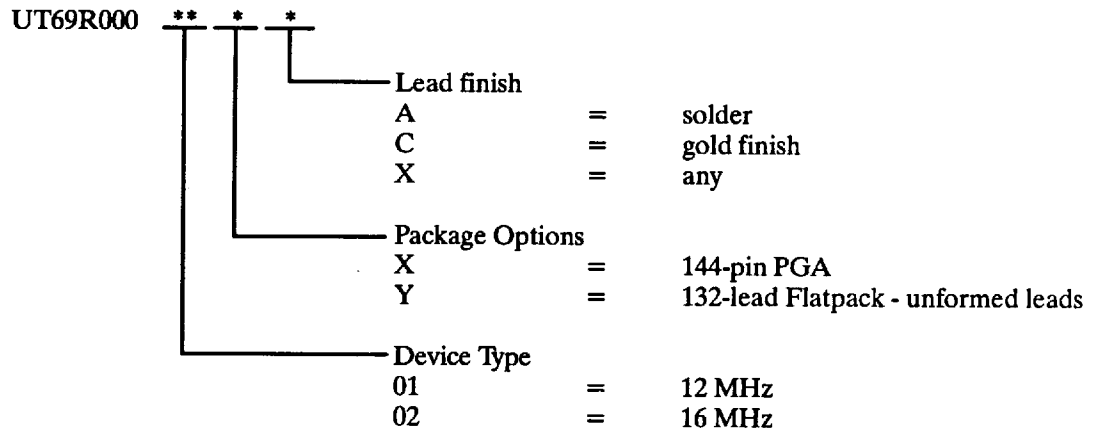 UT69R000 ** * *
Lead finish
A = solder
C = gold finish
X = any
Package Options
X = 144-pin PGA
Y = 132-lead Flatpack - unformed leads
Device Type
01 = 12 MHz
02 = 16 MHz